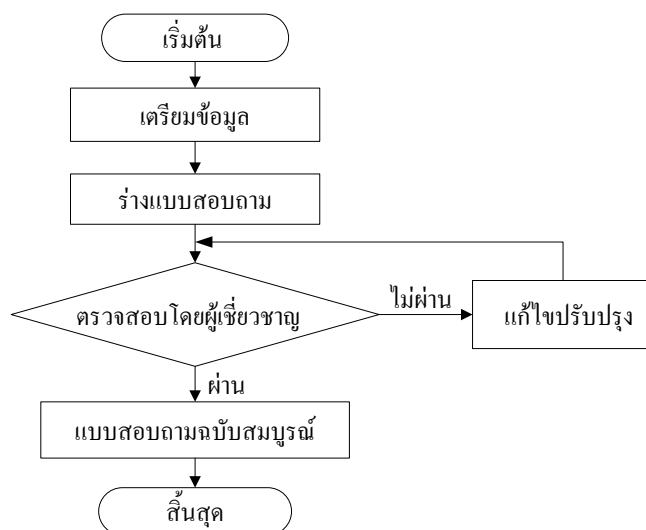 เริ่มต้น
เตรียมข้อมูล
ร่างแบบสอบถาม
ตรวจสอบโดยผู้เชี่ยวชาญ
ไม่ผ่าน
แก้ไขปรับปรุง
ผ่าน
แบบสอบถามฉบับสมบูรณ์
สิ้นสุด